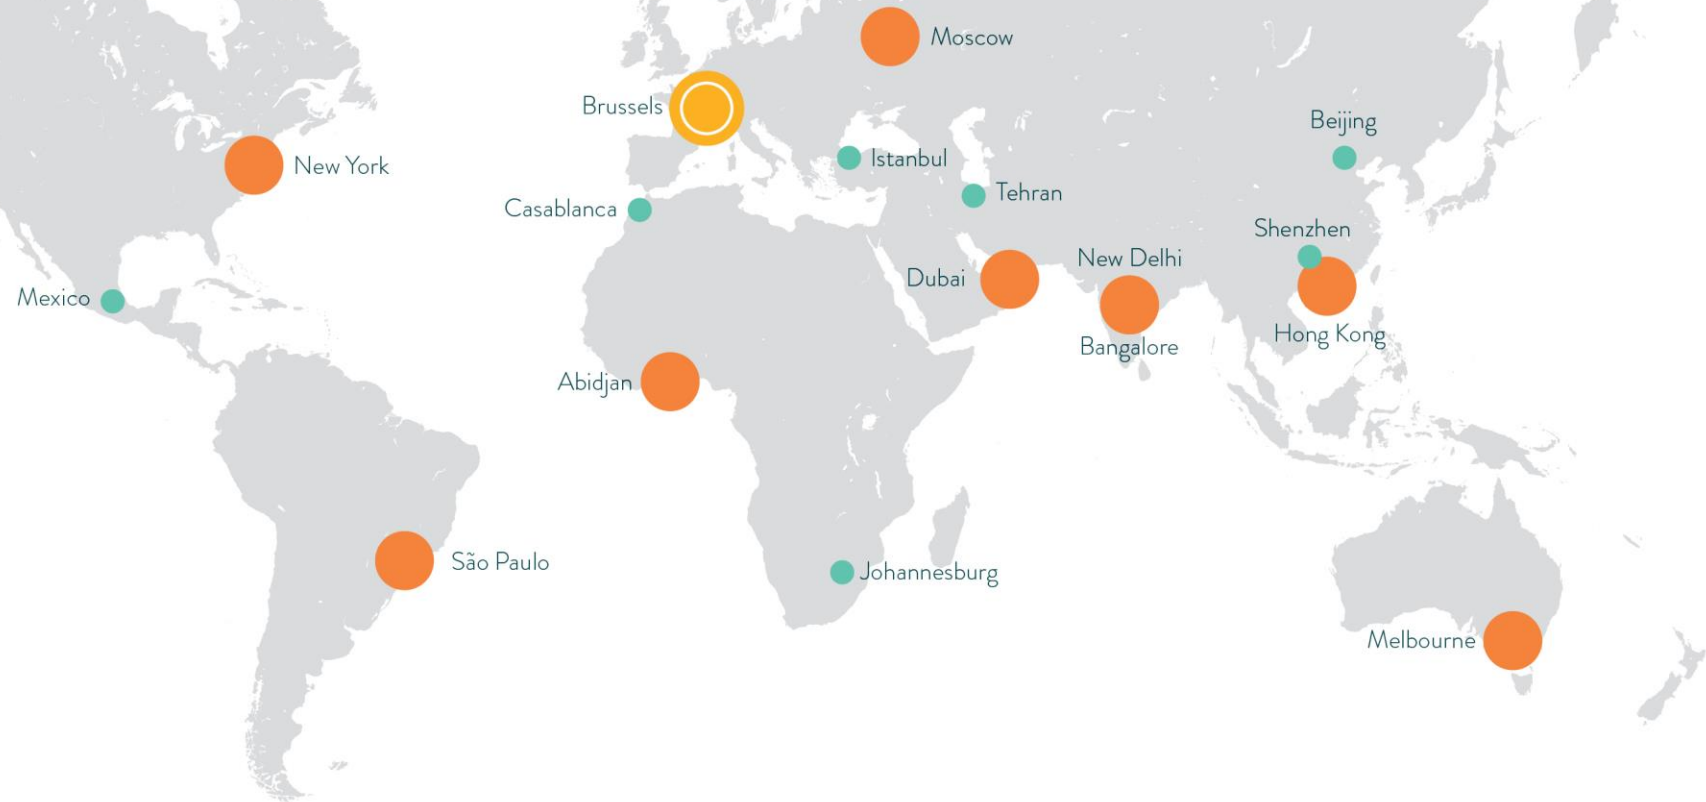 Moscow
Brussels
Beijing
Istanbul
New York
Tehran
Casablanca
Shenzhen
New Delhi
Dubai
Mexico
Hong Kong
Bangalore
Abidjan
São Paulo
Johannesburg
Melbourne